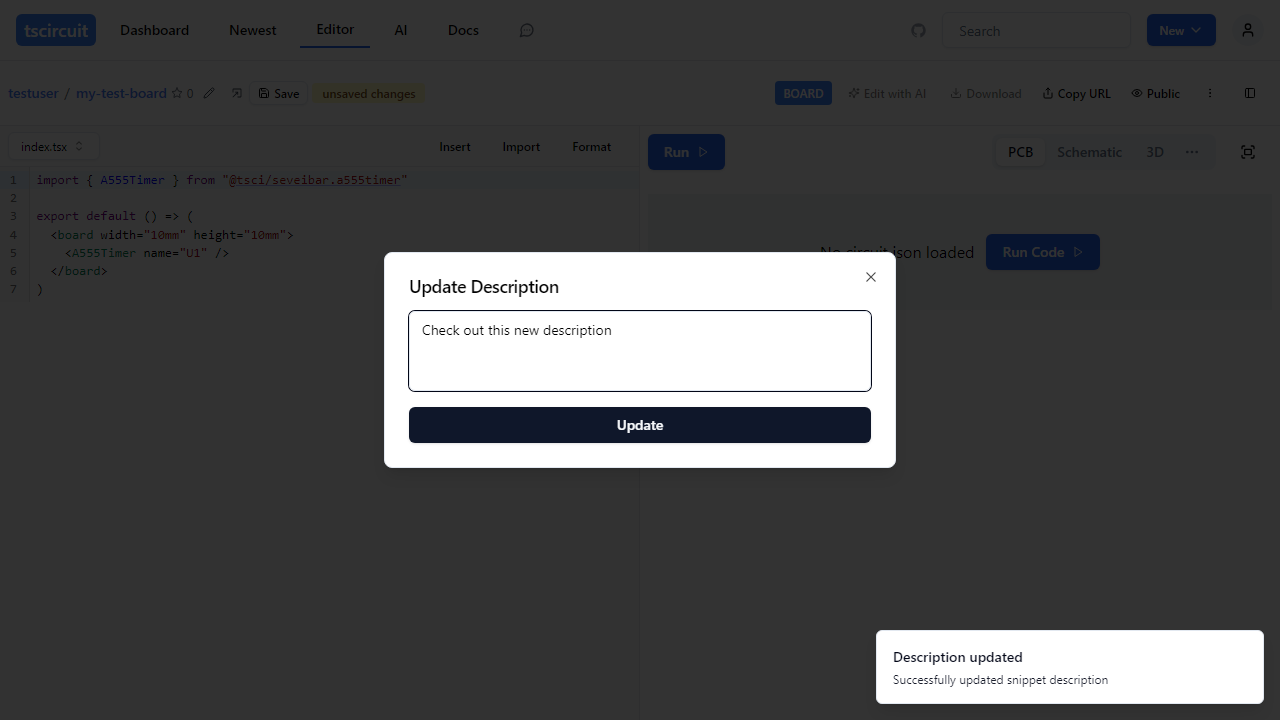 tscircuit Dashboard Newest Editor AI Docs Search New
testuser / my-test-board 0 Save unsaved changes BOARD Edit with AI Download Copy URL Public
index.tsx Insert Import Format
1 import { A555Timer } from "@tsci/seveibar.a555timer"
2
3 export default () => (
4 <board width="10mm" height="10mm">
5 <A555Timer name="U1" />
6 </board>
7 )
Run PCB Schematic 3D
No circuit json loaded Run Code
Update Description
Check out this new description
Update
Description updated
Successfully updated snippet description